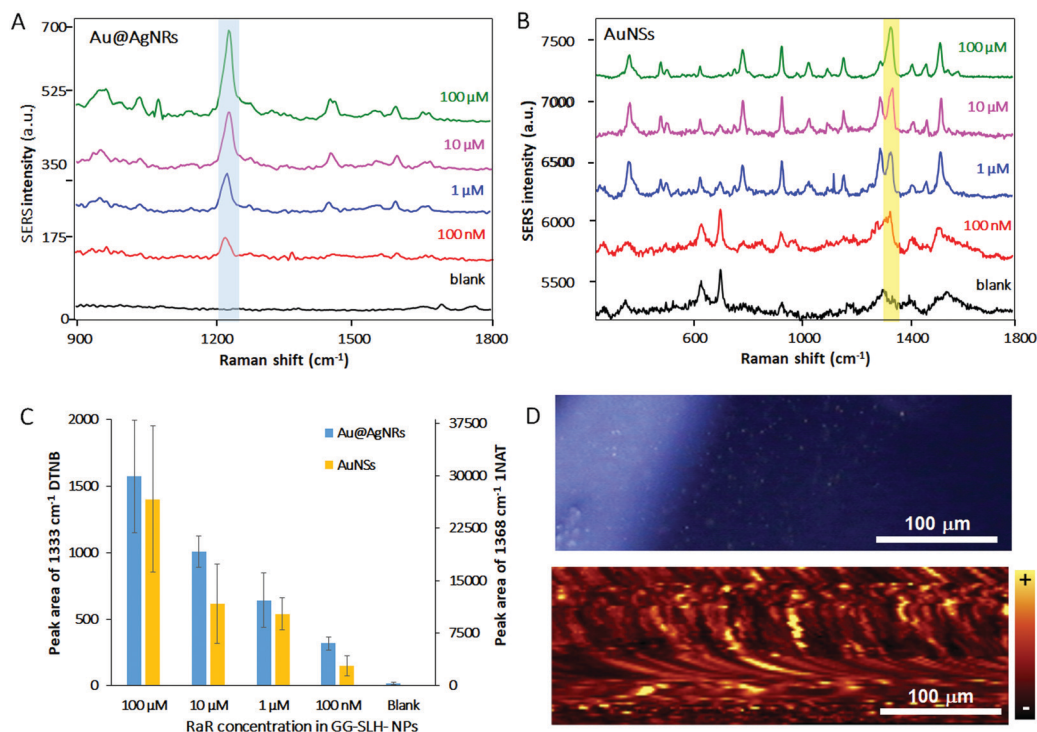 A
Au@AgNRs
SERS intensity (a.u.)
700
525
350
175
0
100 μM
10 μM
1 μM
100 nM
blank
900
1200
1500
1800
Raman shift (cm⁻¹)
B
AuNSs
SERS intensity (a.u.)
7500
7000
6500
6000
5500
100 μM
10 μM
1 μM
100 nM
blank
600
1000
1400
1800
Raman shift (cm⁻¹)
C
Peak area of 1333 cm⁻¹ DTNB
2000
1500
1000
500
0
Au@AgNRs
AuNSs
37500
30000
22500
15000
7500
0
Peak area of 1368 cm⁻¹ 1NAT
100 μM
10 μM
1 μM
100 nM
Blank
RaR concentration in GG-SLH- NPs
D
100 μm
100 μm
+
-